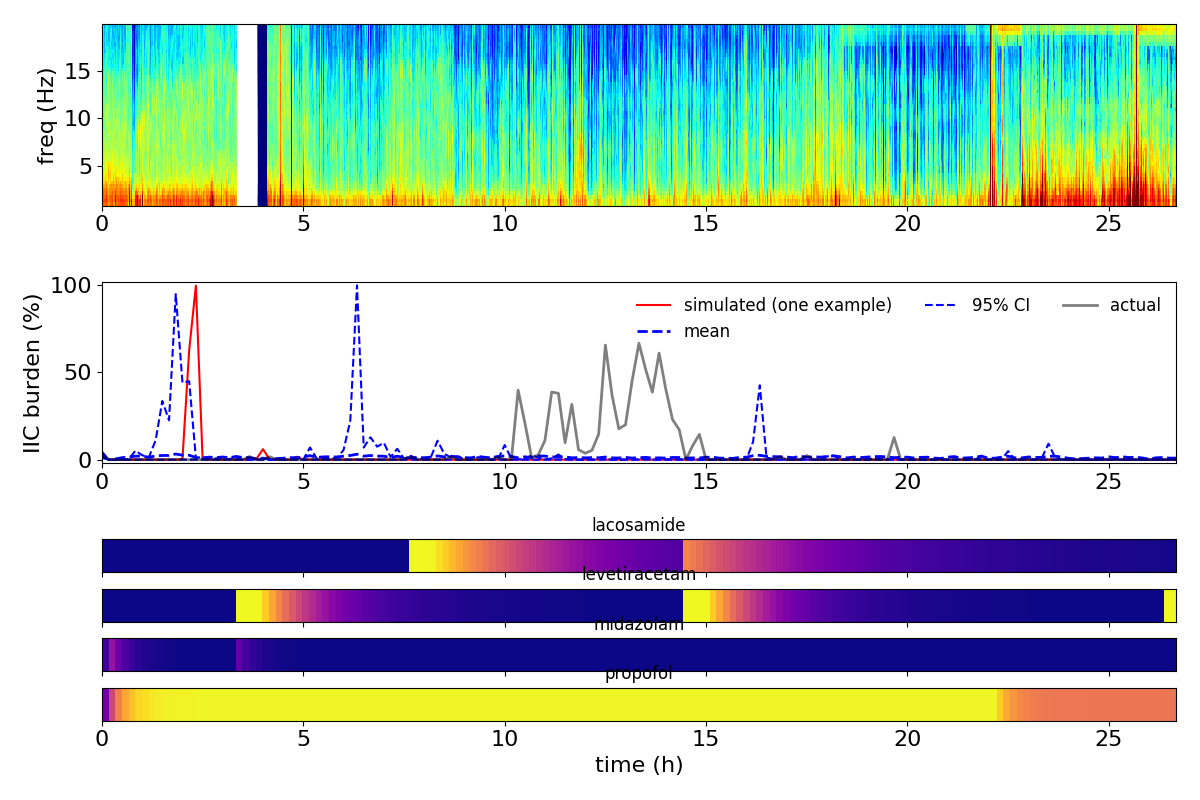 freq (Hz)
15
10
5
0 5 10 15 20 25
IIC burden (%)
100
50
0
simulated (one example) 95% CI actual
mean
0 5 10 15 20 25
lacosamide
levetiracetam
midazolam
propofol
0 5 10 15 20 25
time (h)